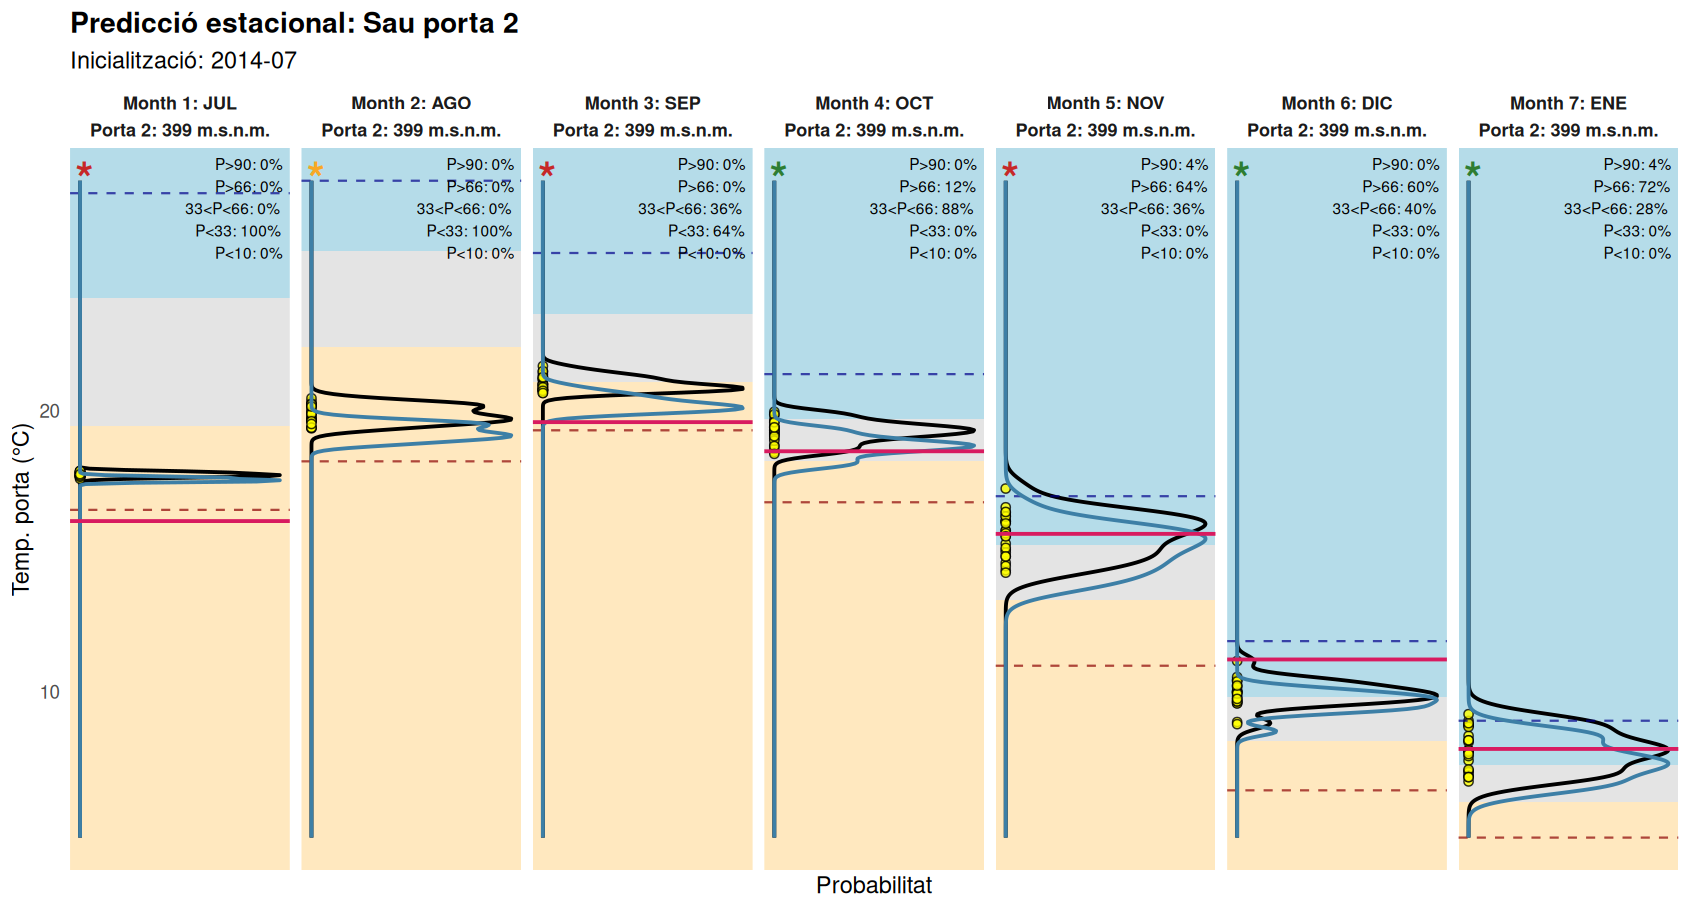 Predicció estacional: Sau porta 2
Inicialització: 2014-07
Month 1: JUL
Porta 2: 399 m.s.n.m.
Month 2: AGO
Porta 2: 399 m.s.n.m.
Month 3: SEP
Porta 2: 399 m.s.n.m.
Month 4: OCT
Porta 2: 399 m.s.n.m.
Month 5: NOV
Porta 2: 399 m.s.n.m.
Month 6: DIC
Porta 2: 399 m.s.n.m.
Month 7: ENE
Porta 2: 399 m.s.n.m.
*
P>90: 0%
P>66: 0%
33<P<66: 0%
P<33: 100%
P<10: 0%
*
P>90: 0%
P>66: 0%
33<P<66: 0%
P<33: 100%
P<10: 0%
*
P>90: 0%
P>66: 0%
33<P<66: 36%
P<33: 64%
P<10: 0%
*
P>90: 0%
P>66: 12%
33<P<66: 88%
P<33: 0%
P<10: 0%
*
P>90: 4%
P>66: 64%
33<P<66: 36%
P<33: 0%
P<10: 0%
*
P>90: 0%
P>66: 60%
33<P<66: 40%
P<33: 0%
P<10: 0%
*
P>90: 4%
P>66: 72%
33<P<66: 28%
P<33: 0%
P<10: 0%
Temp. porta (°C)
20
10
Probabilitat